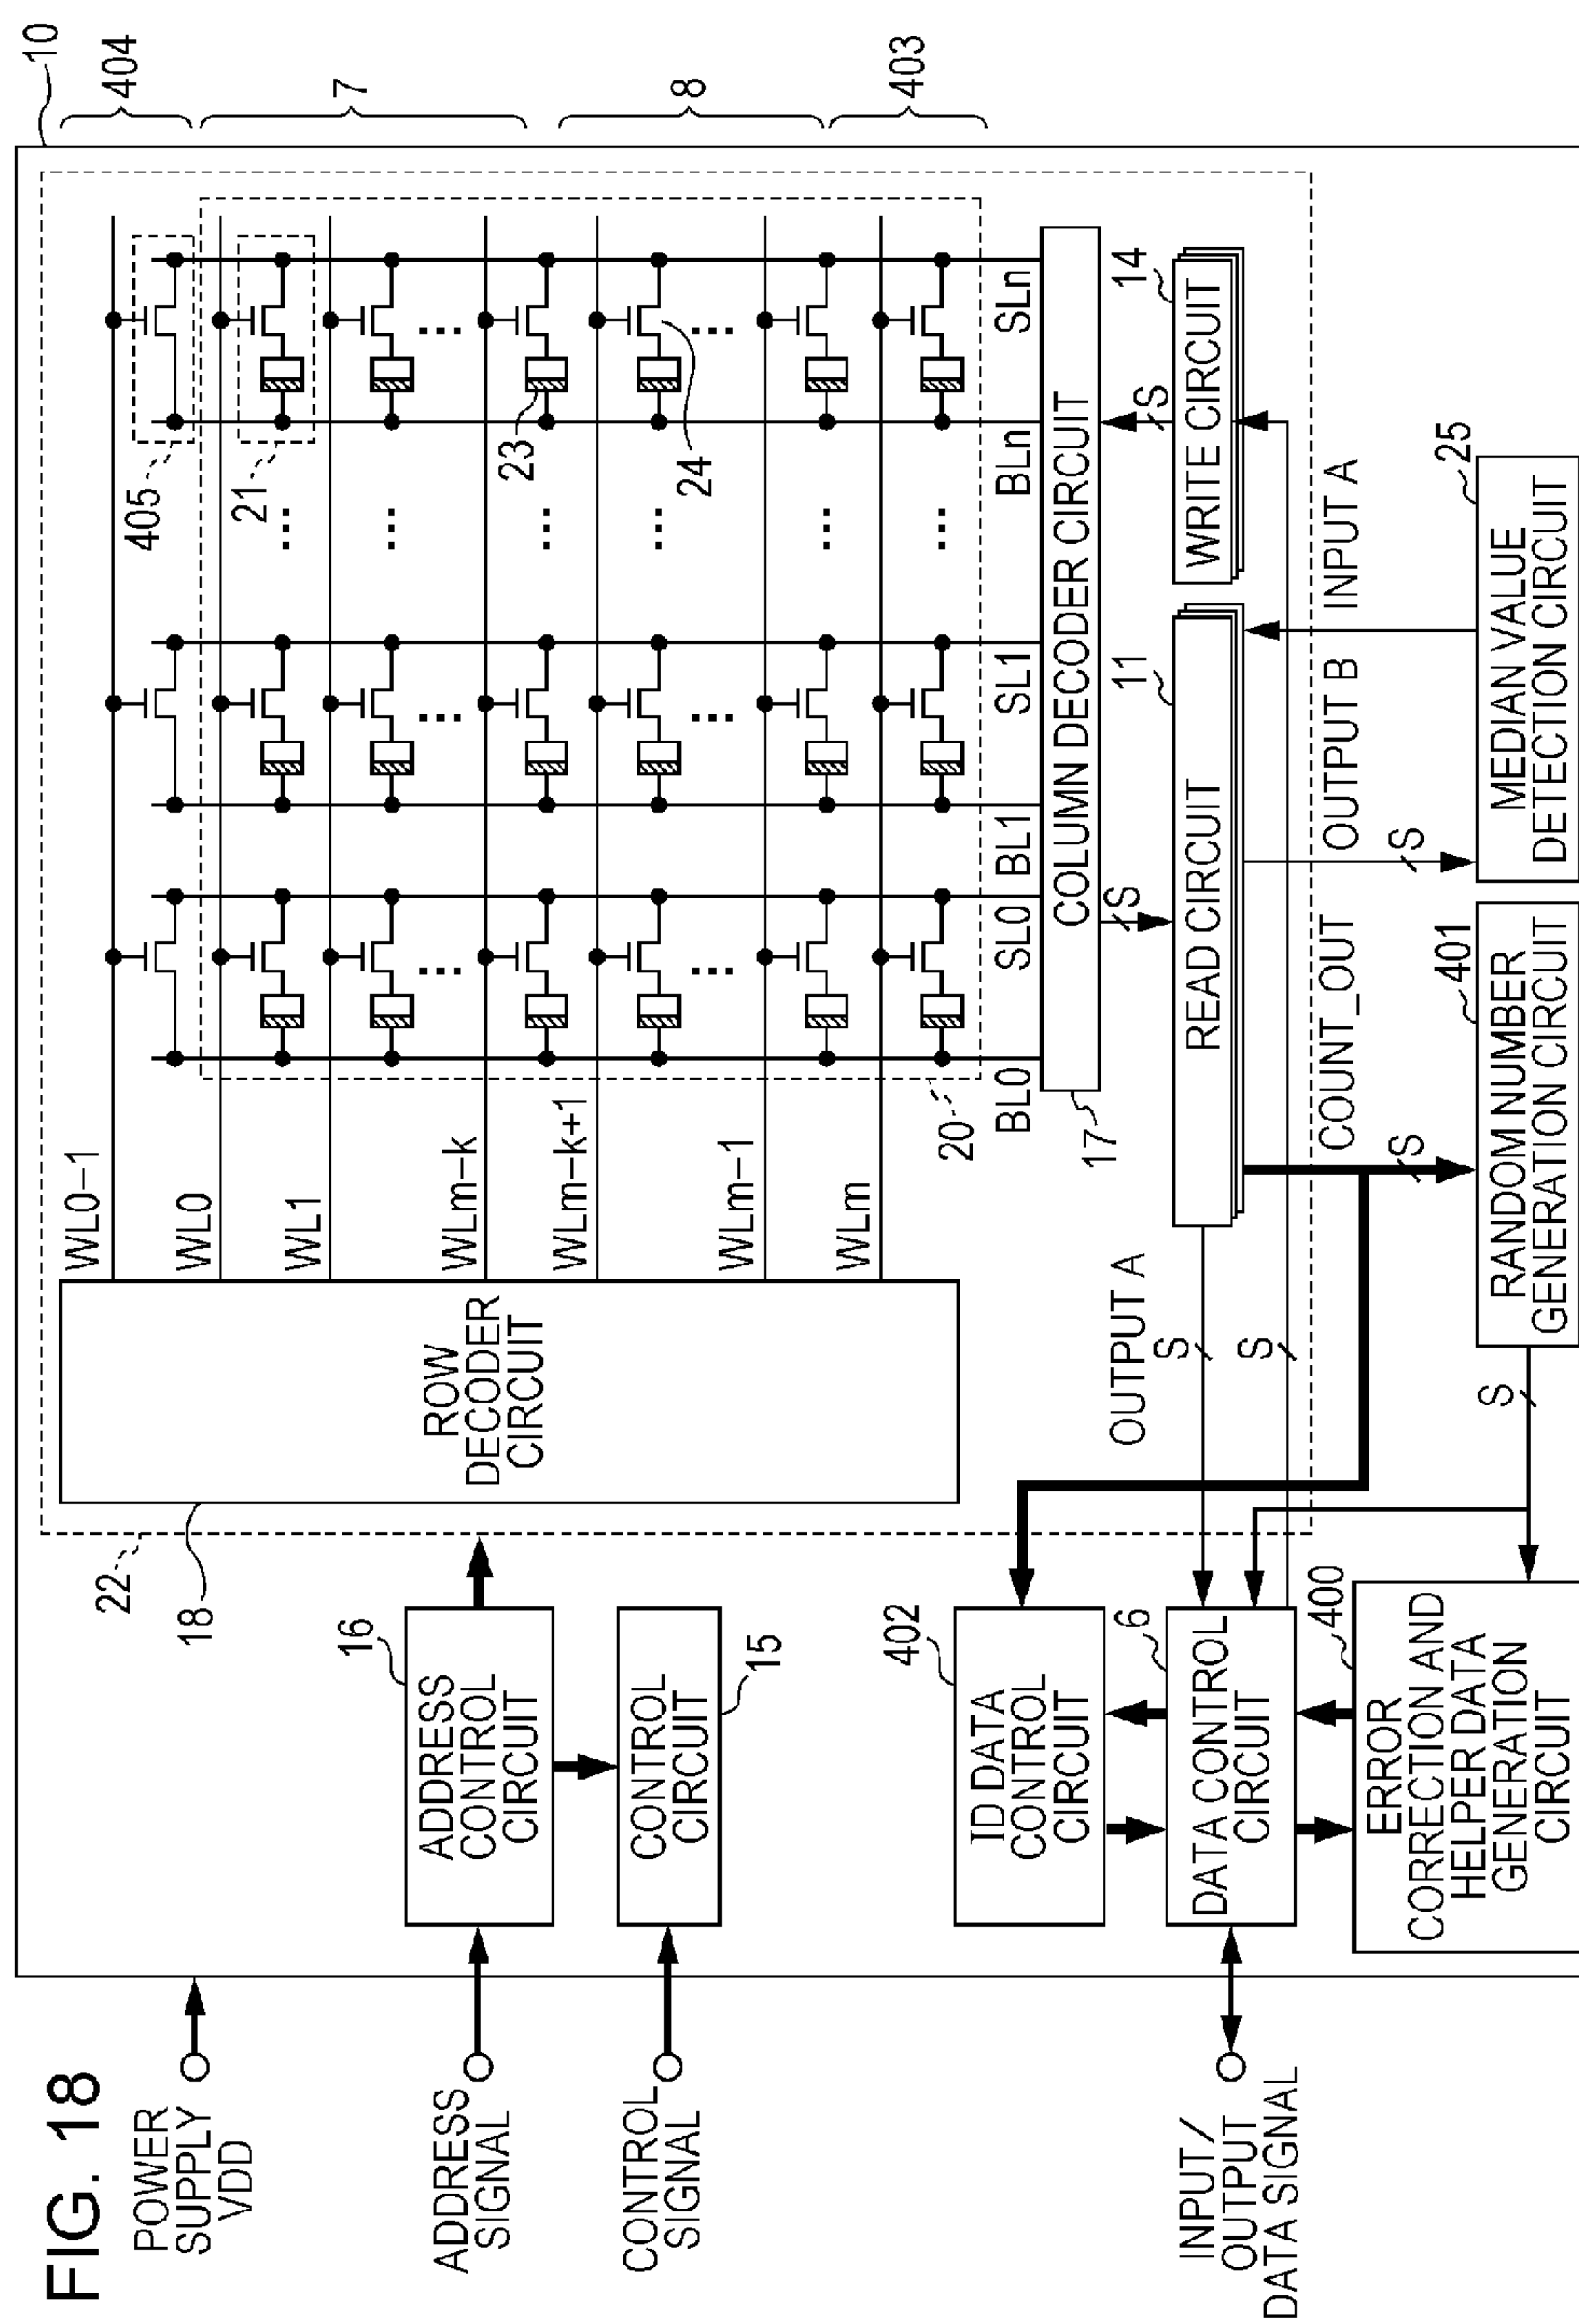 FIG. 18
10
404
7
8
403
POWER
SUPPLY
VDD
ADDRESS
SIGNAL
CONTROL
SIGNAL
INPUT/
OUTPUT
DATA SIGNAL
22
18
16
ADDRESS
CONTROL
CIRCUIT
CONTROL
CIRCUIT
15
402
ID DATA
CONTROL
CIRCUIT
6
DATA CONTROL
CIRCUIT
400
ERROR
CORRECTION AND
HELPER DATA
GENERATION
CIRCUIT
ROW
DECODER
CIRCUIT
WL0-1
WL0
WL1
WLm-k
WLm-k+1
WLm-1
WLm
405
21
...
...
...
...
...
...
...
...
...
...
...
...
23
24
20
BL0
SL0
BL1
SL1
BLn
SLn
17
COLUMN DECODER CIRCUIT
S
S
11
READ CIRCUIT
14
WRITE CIRCUIT
OUTPUT A
S
S
COUNT_OUT
S
OUTPUT B
S
INPUT A
401
RANDOM NUMBER
GENERATION CIRCUIT
S
25
MEDIAN VALUE
DETECTION CIRCUIT